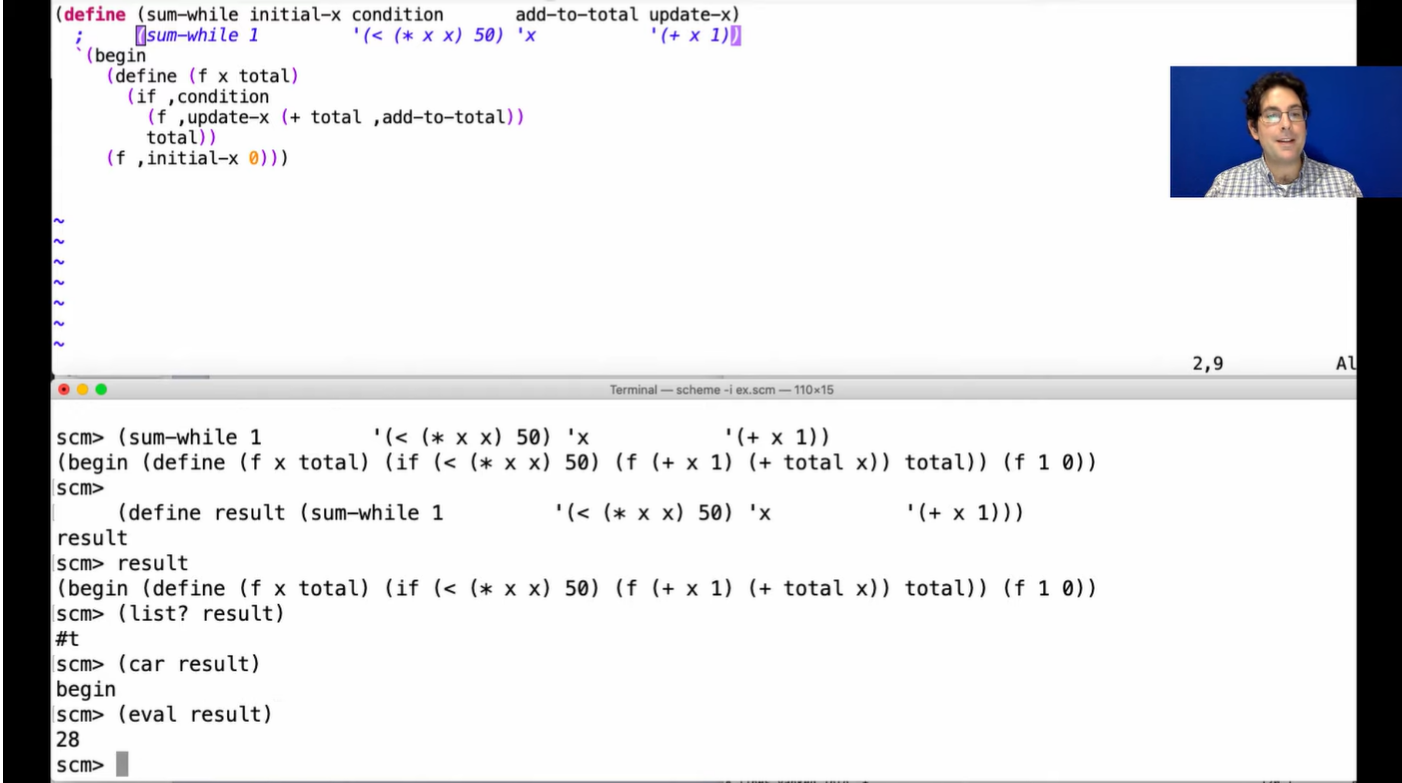 (define (sum-while initial-x condition       add-to-total update-x)
  ;     (sum-while 1         '(< (* x x) 50) 'x           '(+ x 1))
  `(begin
     (define (f x total)
       (if ,condition
         (f ,update-x (+ total ,add-to-total))
         total))
     (f ,initial-x 0)))
~
~
~
~
~
~
~
2,9          Al
Terminal — scheme -i ex.scm — 110×15
scm> (sum-while 1         '(< (* x x) 50) 'x           '(+ x 1))
(begin (define (f x total) (if (< (* x x) 50) (f (+ x 1) (+ total x)) total)) (f 1 0))
scm>
     (define result (sum-while 1         '(< (* x x) 50) 'x           '(+ x 1)))
result
scm> result
(begin (define (f x total) (if (< (* x x) 50) (f (+ x 1) (+ total x)) total)) (f 1 0))
scm> (list? result)
#t
scm> (car result)
begin
scm> (eval result)
28
scm>